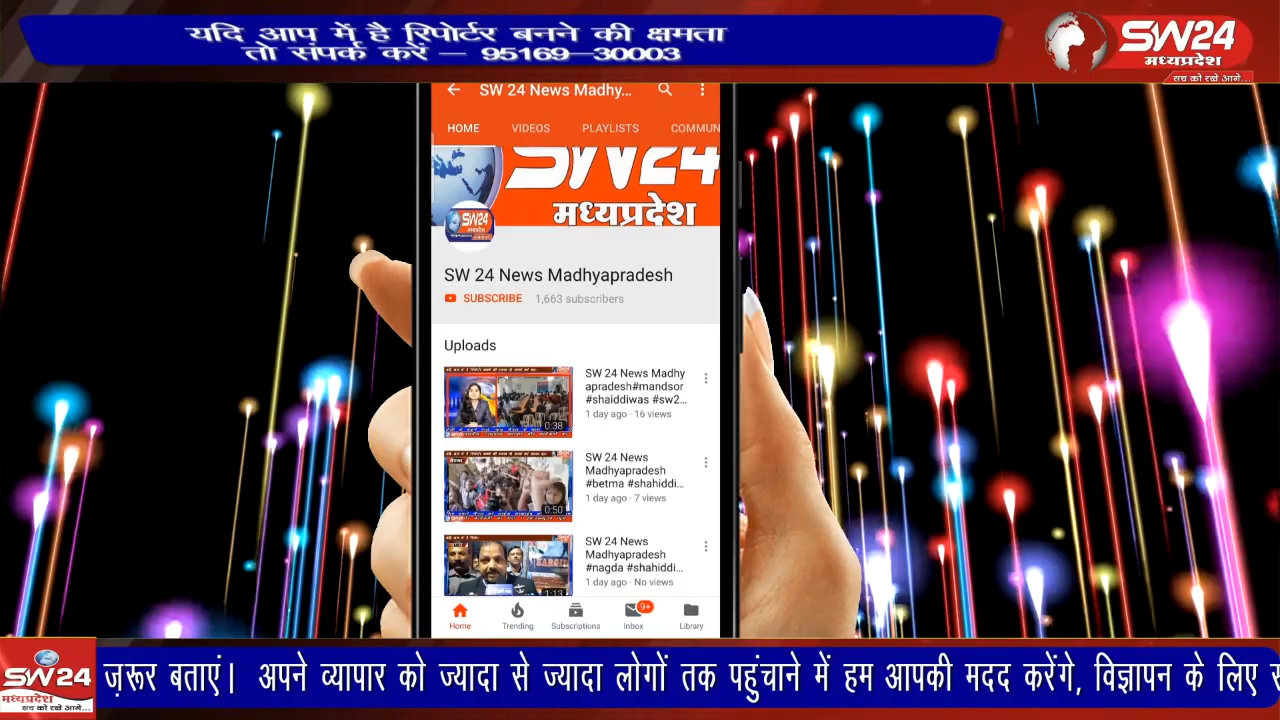 यदि आप में है रिपोर्टर बनने की क्षमता
तो संपर्क करें – 95169–30003
SW24
मध्यप्रदेश
सच को रखे आगे...
SW 24 News Madhy...
HOME VIDEOS PLAYLISTS COMMUN
SW24
मध्यप्रदेश
SW24
SW 24 News Madhyapradesh
SUBSCRIBE 1,663 subscribers
Uploads
SW 24 News Madhy
apradesh#mandsor
#shaiddiwas #sw2...
1 day ago · 16 views
0:38
SW 24 News
Madhyapradesh
#betma #shahiddi...
1 day ago · 7 views
0:50
SW 24 News
Madhyapradesh
#nagda #shahiddi...
1 day ago · No views
1:13
9+
Home Trending Subscriptions Inbox Library
SW24
मध्यप्रदेश
सच को रखे आगे...
ज़रूर बताएं। अपने व्यापार को ज्यादा से ज्यादा लोगों तक पहुंचाने में हम आपकी मदद करेंगे, विज्ञापन के लिए